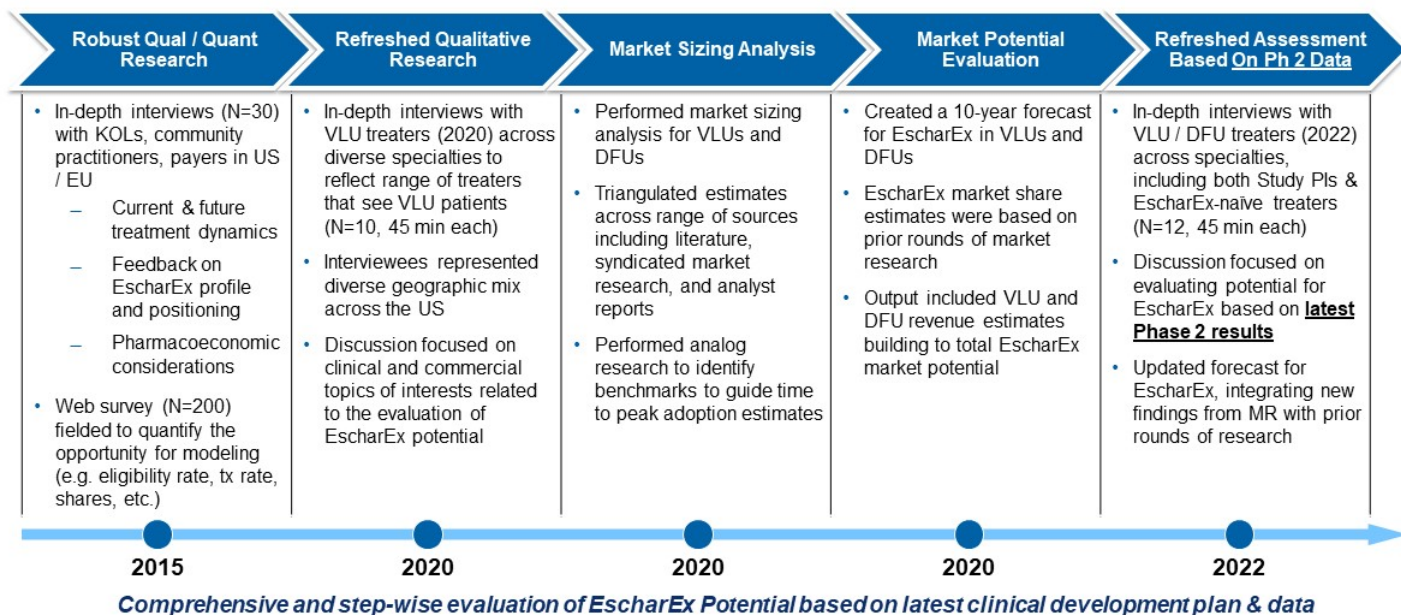 Robust Qual / Quant
Research
Refreshed Qualitative
Research
Market Sizing Analysis
Market Potential
Evaluation
Refreshed Assessment
Based On Ph 2 Data
• In-depth interviews (N=30)
with KOLs, community
practitioners, payers in US
/ EU
– Current & future
treatment dynamics
– Feedback on
EscharEx profile
and positioning
– Pharmacoeconomic
considerations
• Web survey (N=200)
fielded to quantify the
opportunity for modeling
(e.g. eligibility rate, tx rate,
shares, etc.)
• In-depth interviews with
VLU treaters (2020) across
diverse specialties to
reflect range of treaters
that see VLU patients
(N=10, 45 min each)
• Interviewees represented
diverse geographic mix
across the US
• Discussion focused on
clinical and commercial
topics of interests related
to the evaluation of
EscharEx potential
• Performed market sizing
analysis for VLUs and
DFUs
• Triangulated estimates
across range of sources
including literature,
syndicated market
research, and analyst
reports
• Performed analog
research to identify
benchmarks to guide time
to peak adoption estimates
• Created a 10-year forecast
for EscharEx in VLUs and
DFUs
• EscharEx market share
estimates were based on
prior rounds of market
research
• Output included VLU and
DFU revenue estimates
building to total EscharEx
market potential
• In-depth interviews with
VLU / DFU treaters (2022)
across specialties,
including both Study PIs &
EscharEx-naïve treaters
(N=12, 45 min each)
• Discussion focused on
evaluating potential for
EscharEx based on latest
Phase 2 results
• Updated forecast for
EscharEx, integrating new
findings from MR with prior
rounds of research
2015
2020
2020
2020
2022
Comprehensive and step-wise evaluation of EscharEx Potential based on latest clinical development plan & data